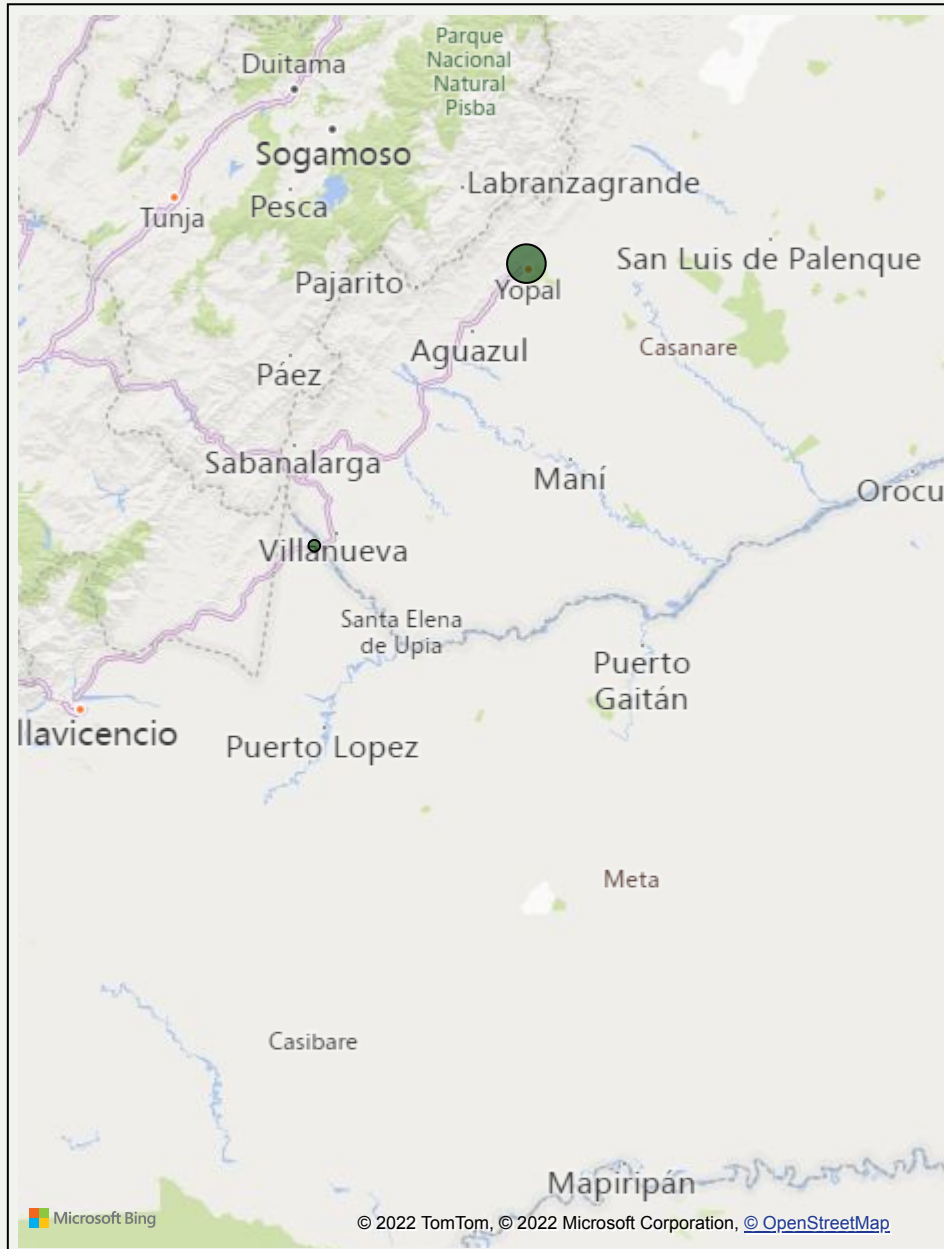 Parque
Nacional
Natural
Pisba
Duitama
Sogamoso
Labranzagrande
Pesca
Tunja
San Luis de Palenque
Pajarito
Yopal
Aguazul
Casanare
Páez
Sabanalarga
Maní
Orocu
Villanueva
Santa Elena
de Upia
Puerto
Gaitán
llavicencio
Puerto Lopez
Meta
Casibare
Mapiripán
Microsoft Bing
© 2022 TomTom, © 2022 Microsoft Corporation, © OpenStreetMap